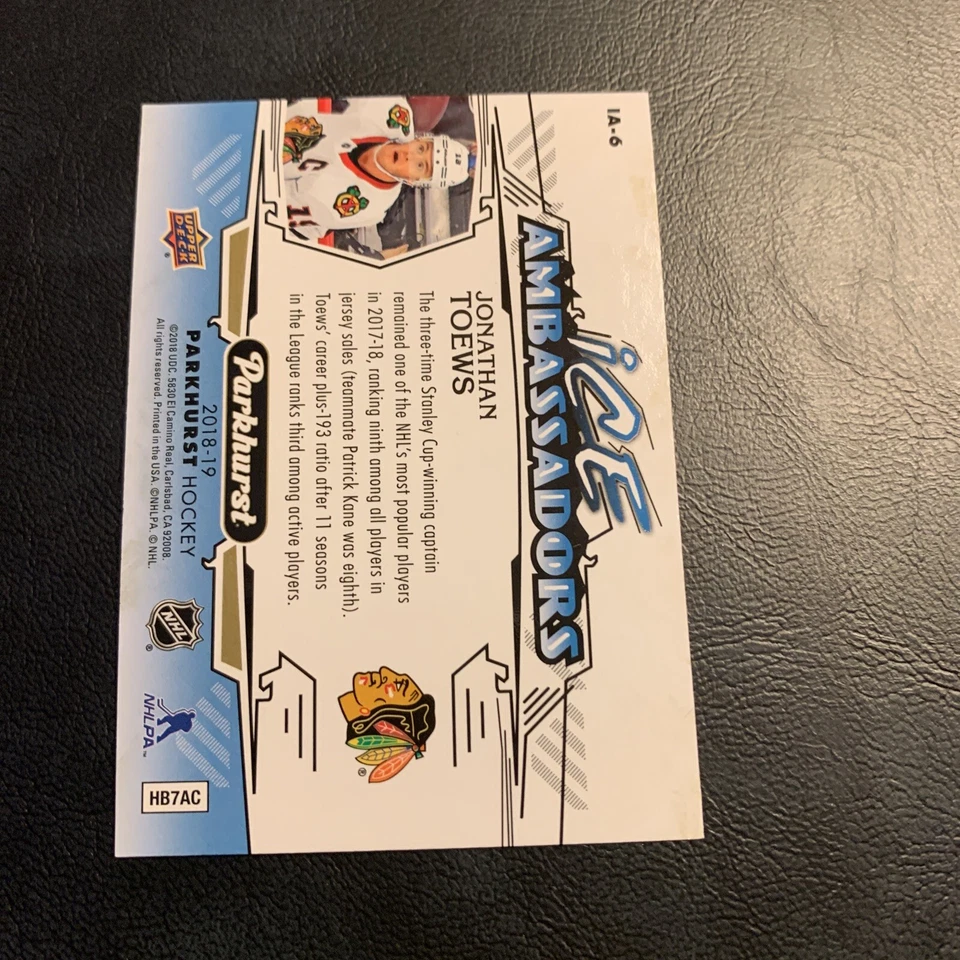 IA-6
iCE
AMBASSADORS
JONATHAN
TOEWS
The three-time Stanley Cup-winning captain
remained one of the NHL's most popular players
in 2017-18, ranking ninth among all players in
jersey sales (teammate Patrick Kane was eighth).
Toews' career plus-193 ratio after 11 seasons
in the League ranks third among active players.
C
Parkhurst
UPPER
D·E·C·K
®
2018-19
PARKHURST HOCKEY
©2018 UDC. 5830 El Camino Real, Carlsbad, CA 92008.
All rights reserved. Printed in the USA. ©NHLPA. © NHL.
NHL
®
NHLPA™
®
HB7AC